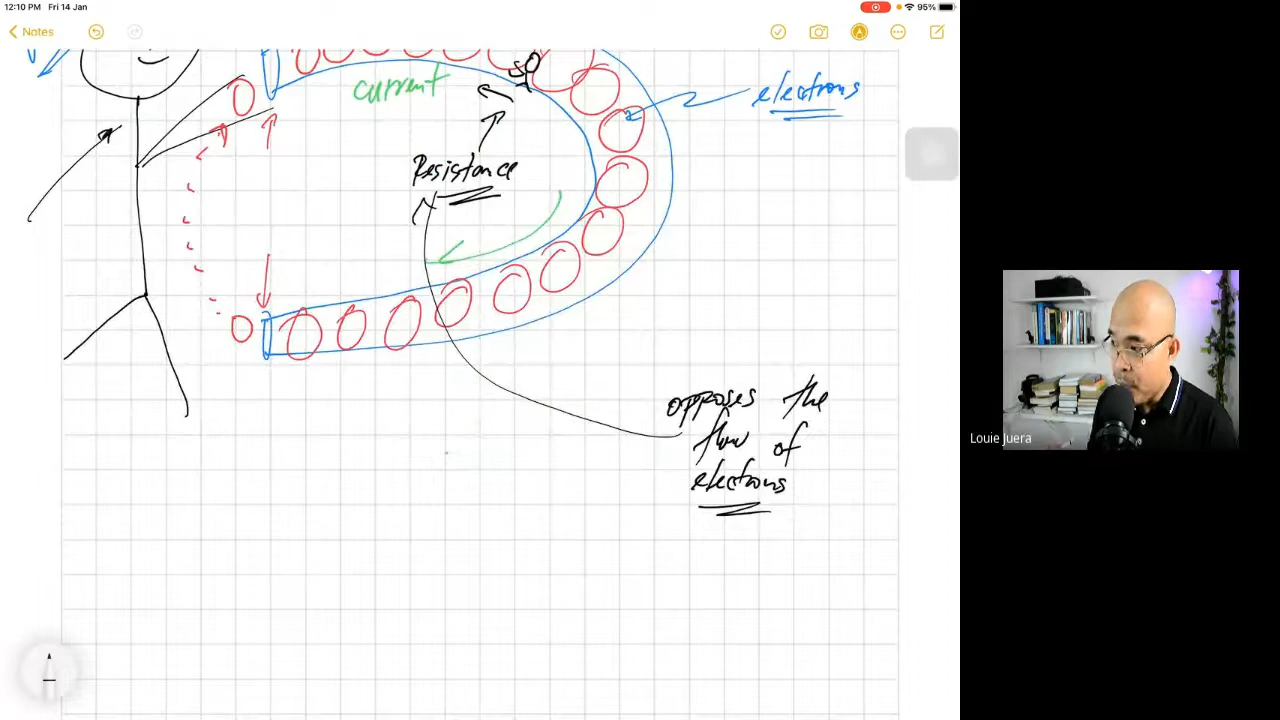 12:10 PM Fri 14 Jan
95%
Notes
current
electrons
Resistance
opposes the
flow of
electrons
Louie Juera